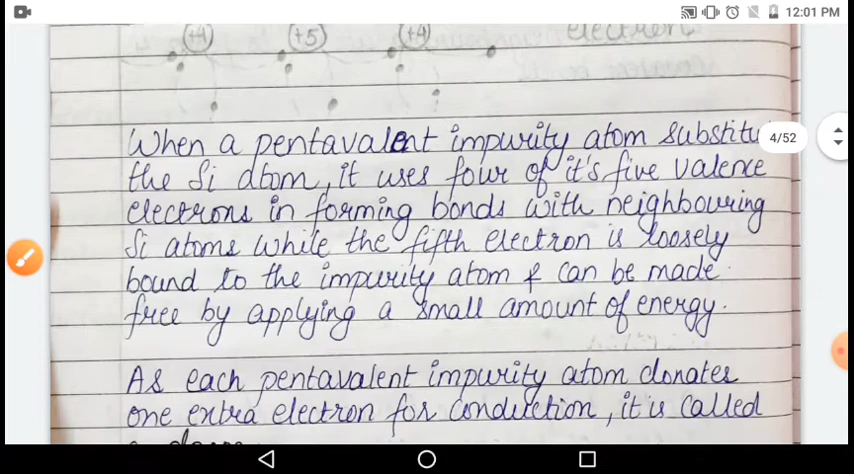 12:01 PM
+4 +5 +4 electron
When a pentavalent impurity atom substitu
4/52
the Si atom, it uses four of it's five valence
electrons in forming bonds with neighbouring
Si atoms while the fifth electron is loosely
bound to the impurity atom & can be made
free by applying a small amount of energy.
As each pentavalent impurity atom donates
one extra electron for conduction, it is called